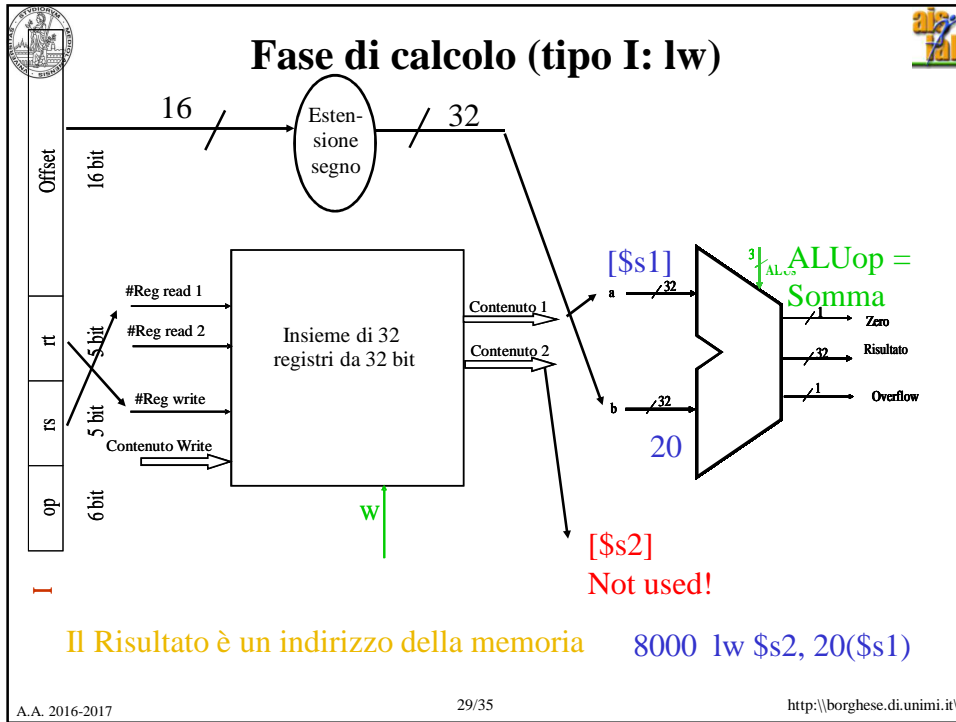 Fase di calcolo (tipo I: lw)
16
Esten-
sione
segno
32
Offset
16 bit
rt
5 bit
rs
5 bit
op
6 bit
I
#Reg read 1
#Reg read 2
#Reg write
Contenuto Write
Insieme di 32
registri da 32 bit
W
Contenuto 1
Contenuto 2
[$s1]
a
32
b
32
20
3
ALUop =
Somma
1
Zero
32
Risultato
1
Overflow
[$s2]
Not used!
Il Risultato è un indirizzo della memoria
8000 lw $s2, 20($s1)
A.A. 2016-2017
29/35
http:\\borghese.di.unimi.it\